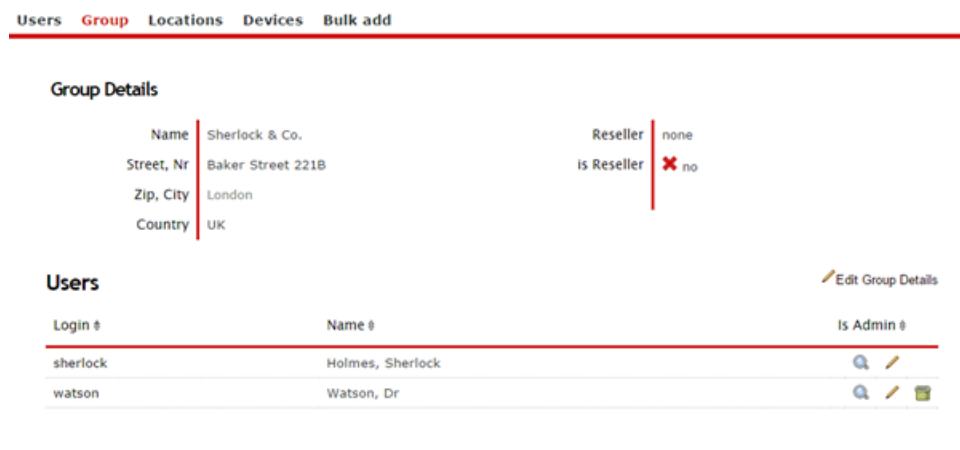 Users Group Locations Devices Bulk add
Group Details
Name Sherlock & Co. Reseller none
Street, Nr Baker Street 221B is Reseller no
Zip, City London
Country UK
Users Edit Group Details
Login Name Is Admin
sherlock Holmes, Sherlock
watson Watson, Dr